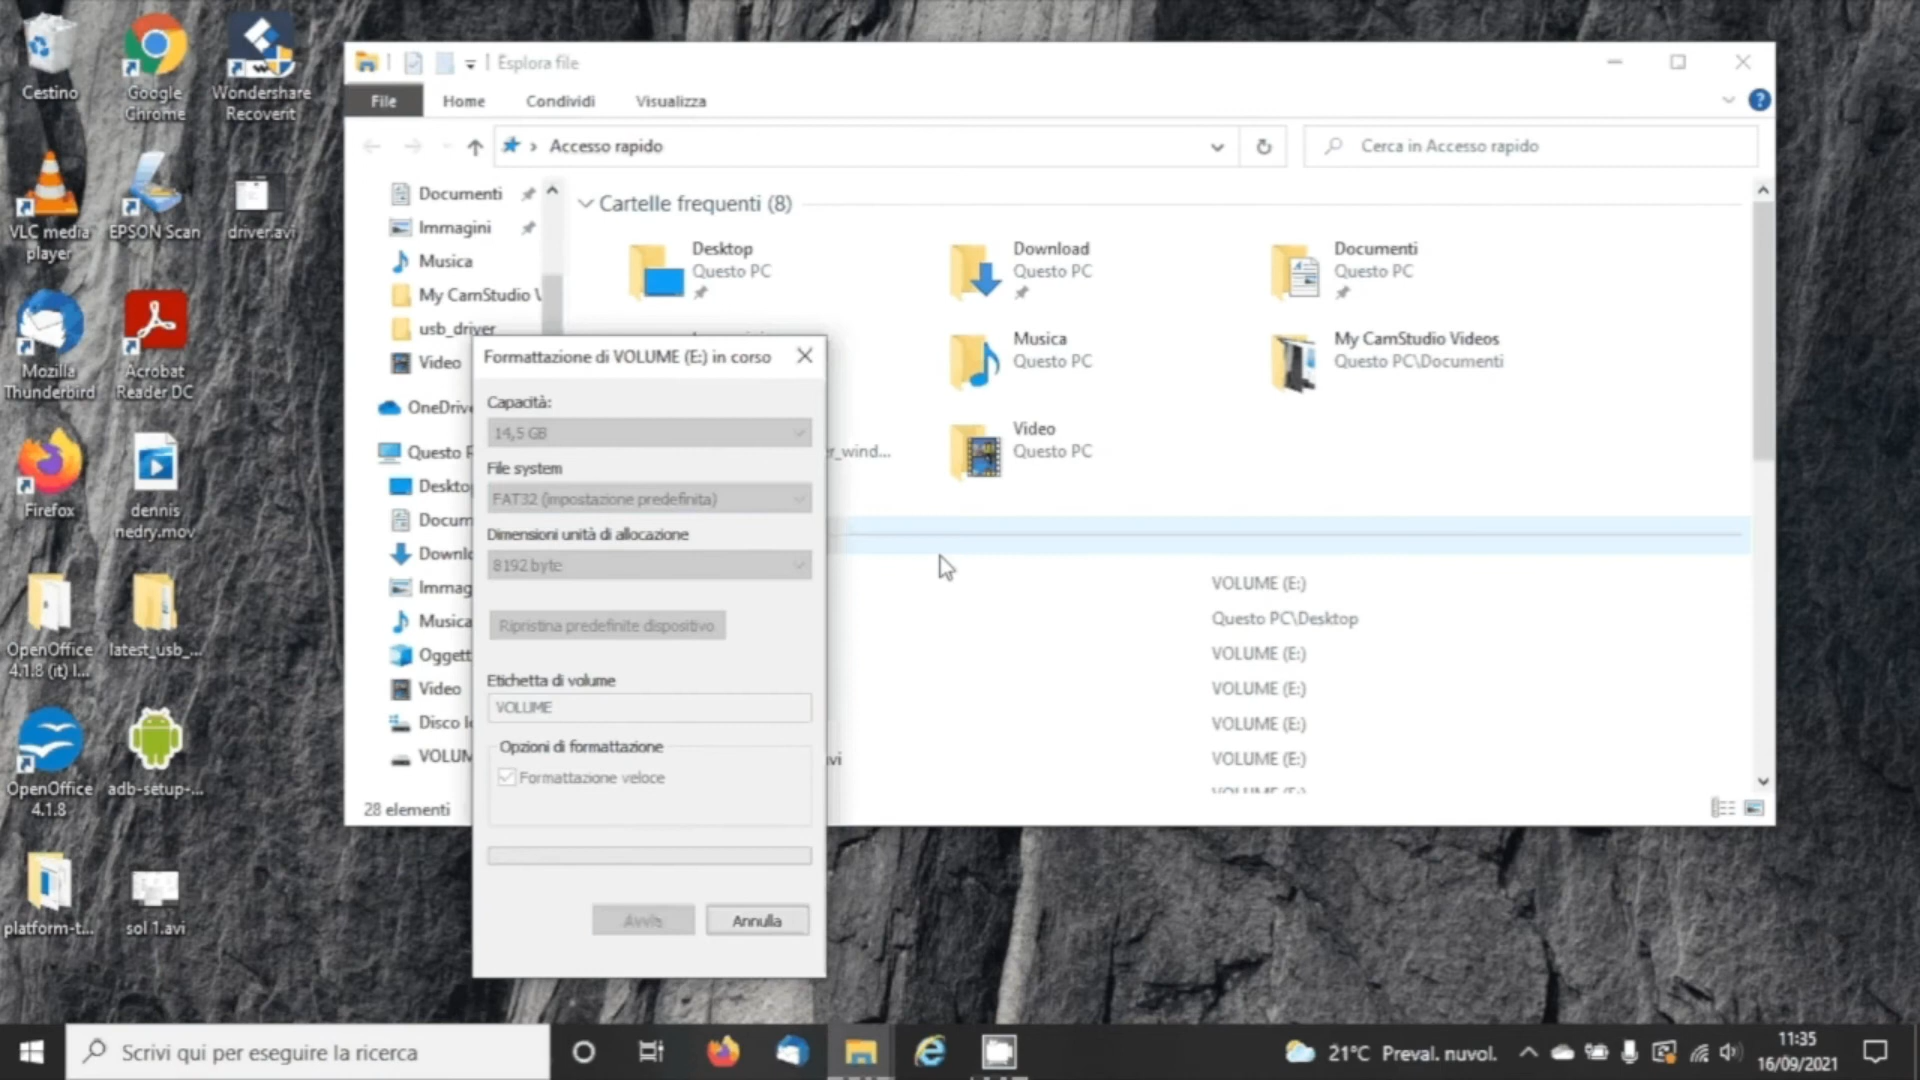 Cestino
Google
Chrome
Wondershare
Recoverit
VLC media
player
EPSON Scan
driver.avi
Mozilla
Thunderbird
Acrobat
Reader DC
Firefox
dennis
nedry.mov
OpenOffice
4.1.8 (it) I...
latest_usb_...
OpenOffice
4.1.8
adb-setup-...
platform-t...
sol 1.avi
Esplora file
File
Home
Condividi
Visualizza
Accesso rapido
Cerca in Accesso rapido
Documenti
Immagini
Musica
My CamStudio V
usb_driver
Video
OneDrive
Questo P
Desktop
Docum
Downlo
Immag
Musica
Oggett
Video
Disco lo
VOLUM
28 elementi
Cartelle frequenti (8)
Desktop
Questo PC
Download
Questo PC
Documenti
Questo PC
Musica
Questo PC
My CamStudio Videos
Questo PC\Documenti
er_wind...
Video
Questo PC
VOLUME (E:)
Questo PC\Desktop
VOLUME (E:)
VOLUME (E:)
VOLUME (E:)
avi
VOLUME (E:)
VOLUME (E:)
Formattazione di VOLUME (E:) in corso
Capacità:
14,5 GB
File system
FAT32 (impostazione predefinita)
Dimensioni unità di allocazione
8192 byte
Ripristina predefinite dispositivo
Etichetta di volume
VOLUME
Opzioni di formattazione
Formattazione veloce
Avvia
Annulla
Scrivi qui per eseguire la ricerca
21°C Preval. nuvol.
11:35
16/09/2021